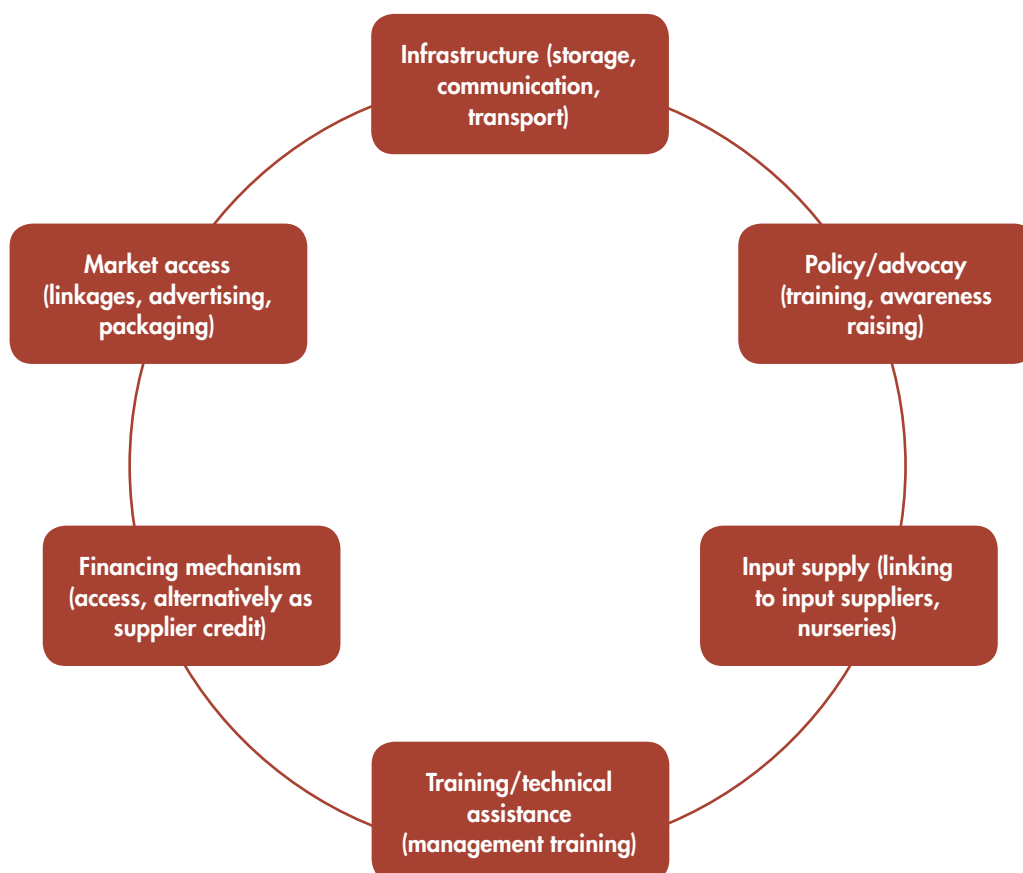 Infrastructure (storage,
communication,
transport)
Market access
(linkages, advertising,
packaging)
Policy/advocay
(training, awareness
raising)
Financing mechanism
(access, alternatively as
supplier credit)
Input supply (linking
to input suppliers,
nurseries)
Training/technical
assistance
(management training)